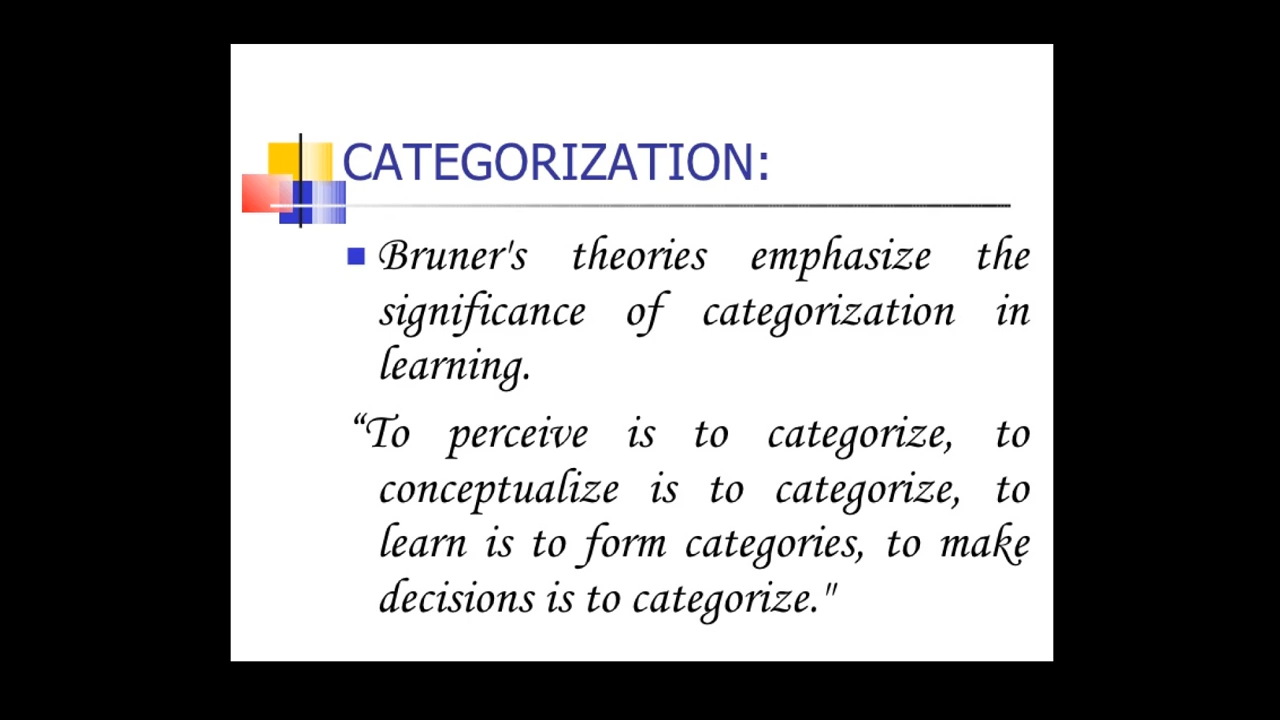 CATEGORIZATION:
Bruner's theories emphasize the
significance of categorization in
learning.
“To perceive is to categorize, to
conceptualize is to categorize, to
learn is to form categories, to make
decisions is to categorize."